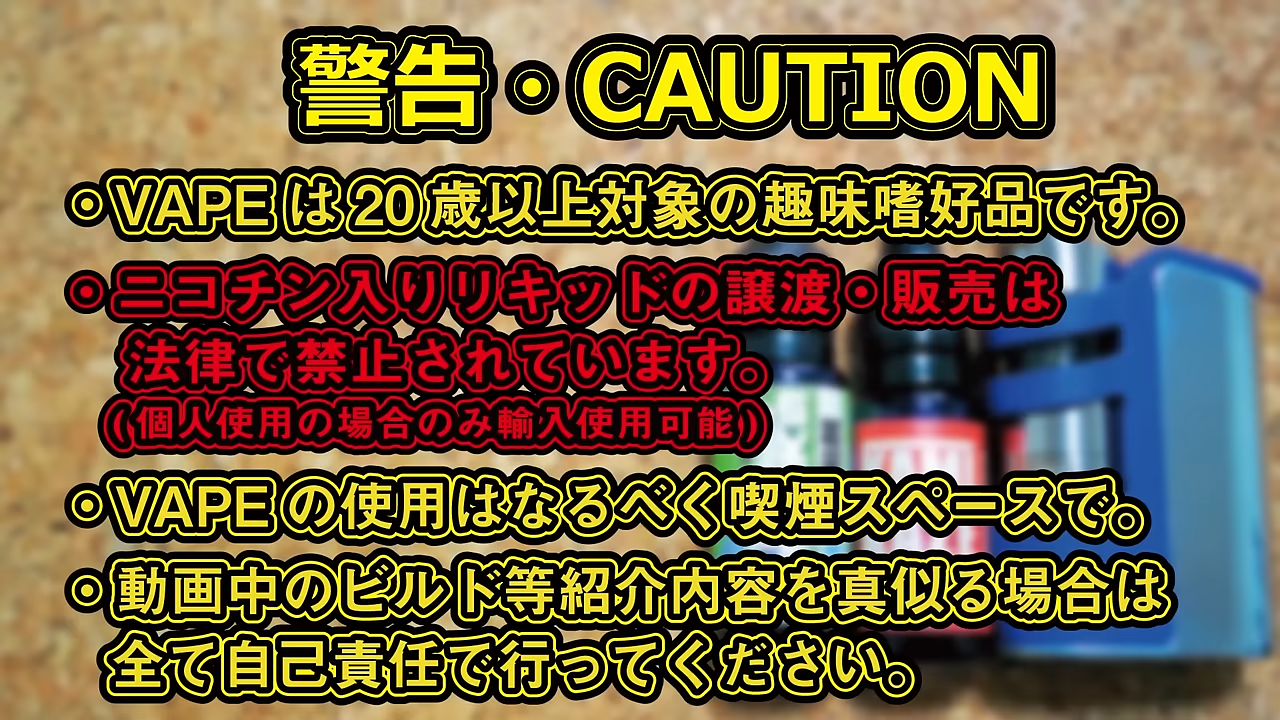 警告・CAUTION
・VAPEは20歳以上対象の趣味嗜好品です。
・ニコチン入りリキッドの譲渡・販売は
法律で禁止されています。
(個人使用の場合のみ輸入使用可能)
・VAPEの使用はなるべく喫煙スペースで。
・動画中のビルド等紹介内容を真似る場合は
全て自己責任で行ってください。